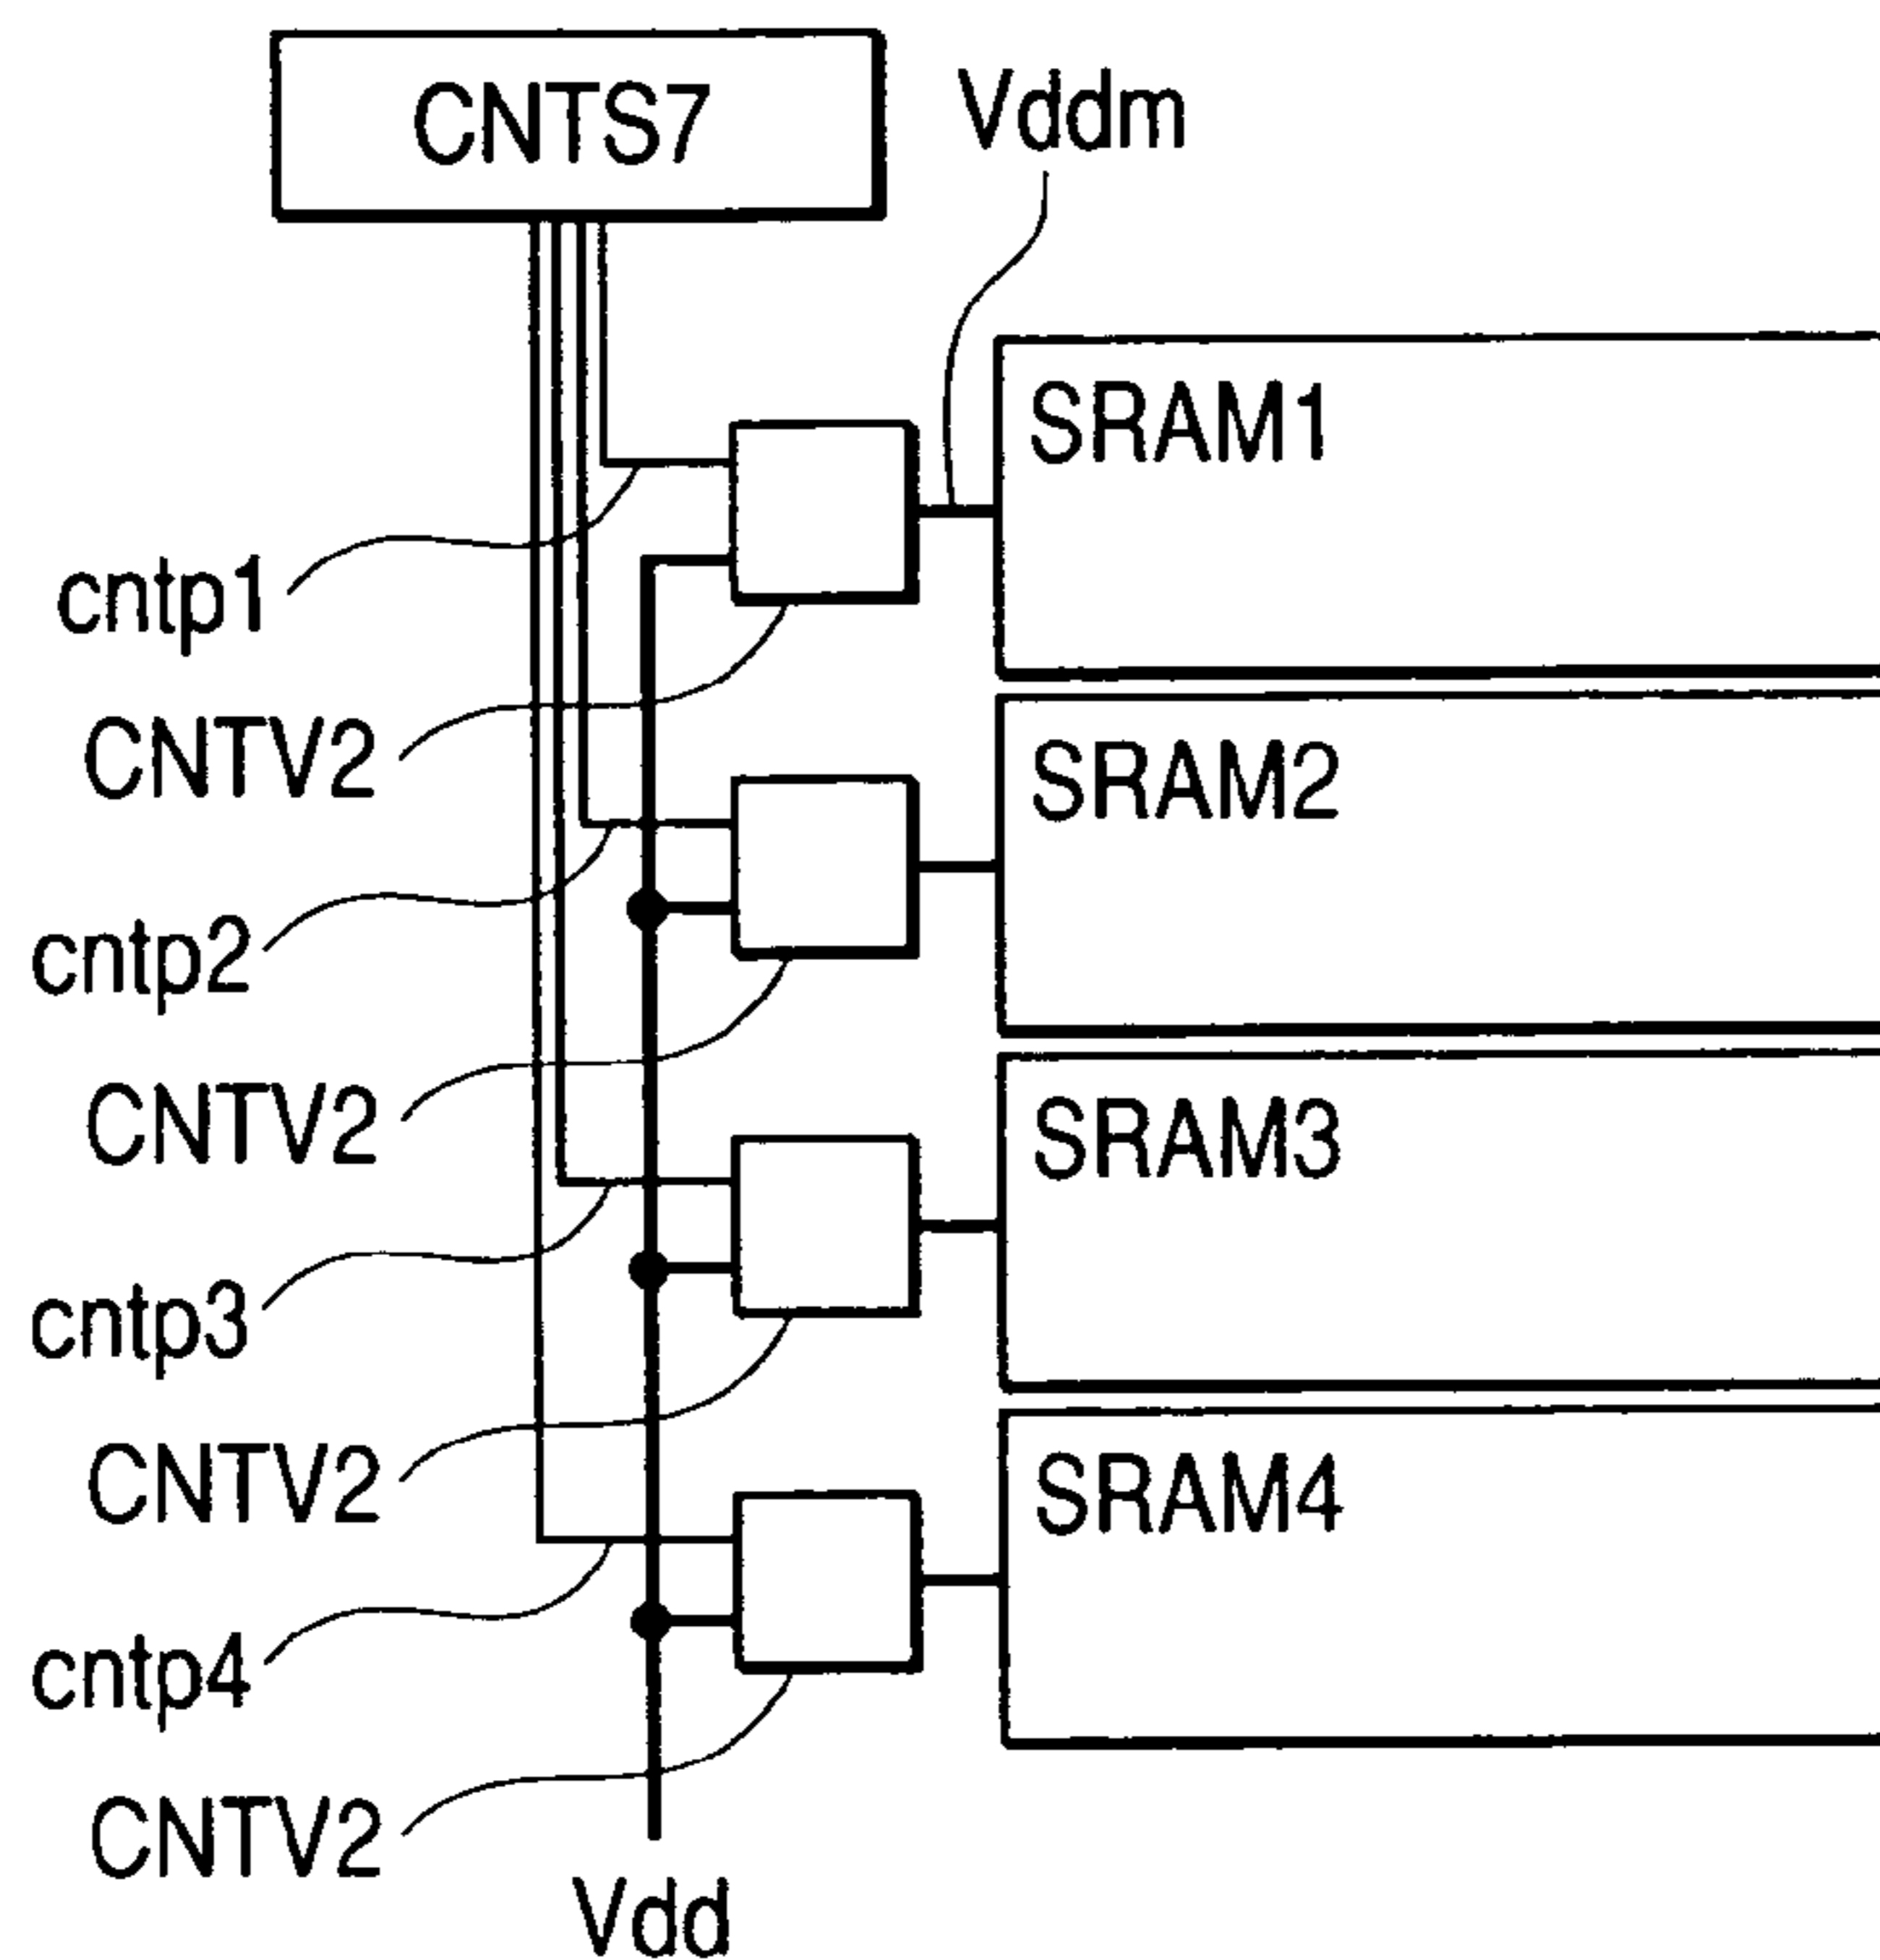 CNTS7
Vddm
SRAM1
cntp1
CNTV2
SRAM2
cntp2
CNTV2
SRAM3
cntp3
CNTV2
SRAM4
cntp4
CNTV2
Vdd